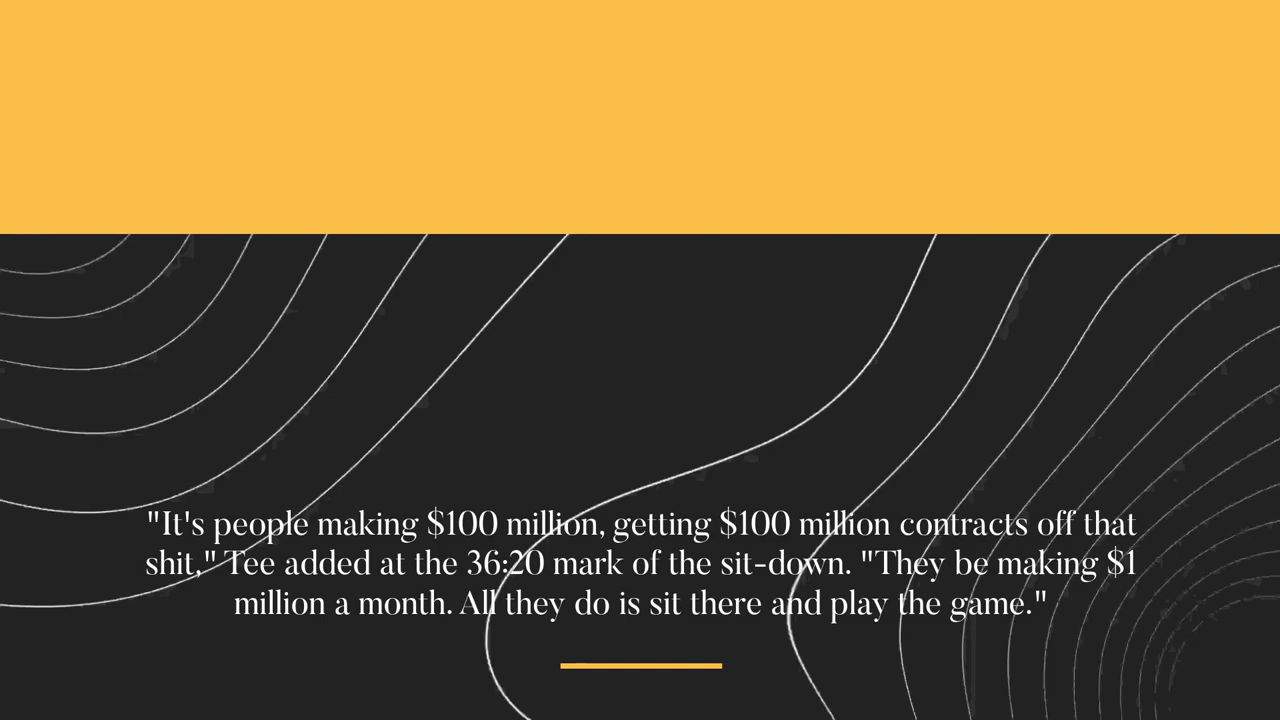 "It's people making $100 million, getting $100 million contracts off that
shit," Tee added at the 36:20 mark of the sit-down. "They be making $1
million a month. All they do is sit there and play the game."